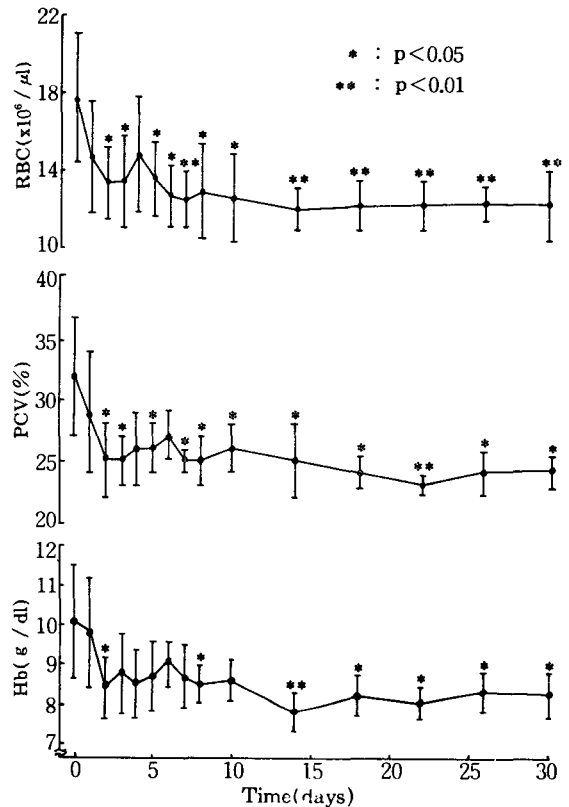 22
* : p<0.05
** : p<0.01
18
14
10
RBC(x10⁶/μl)
* * * * ** * * ** ** ** ** **
40
35
30
25
20
PCV(%)
* * * * * * * * ** * *
12
11
10
9
8
7
Hb(g/dl)
* * ** * * * *
0 5 10 15 20 25 30
Time(days)